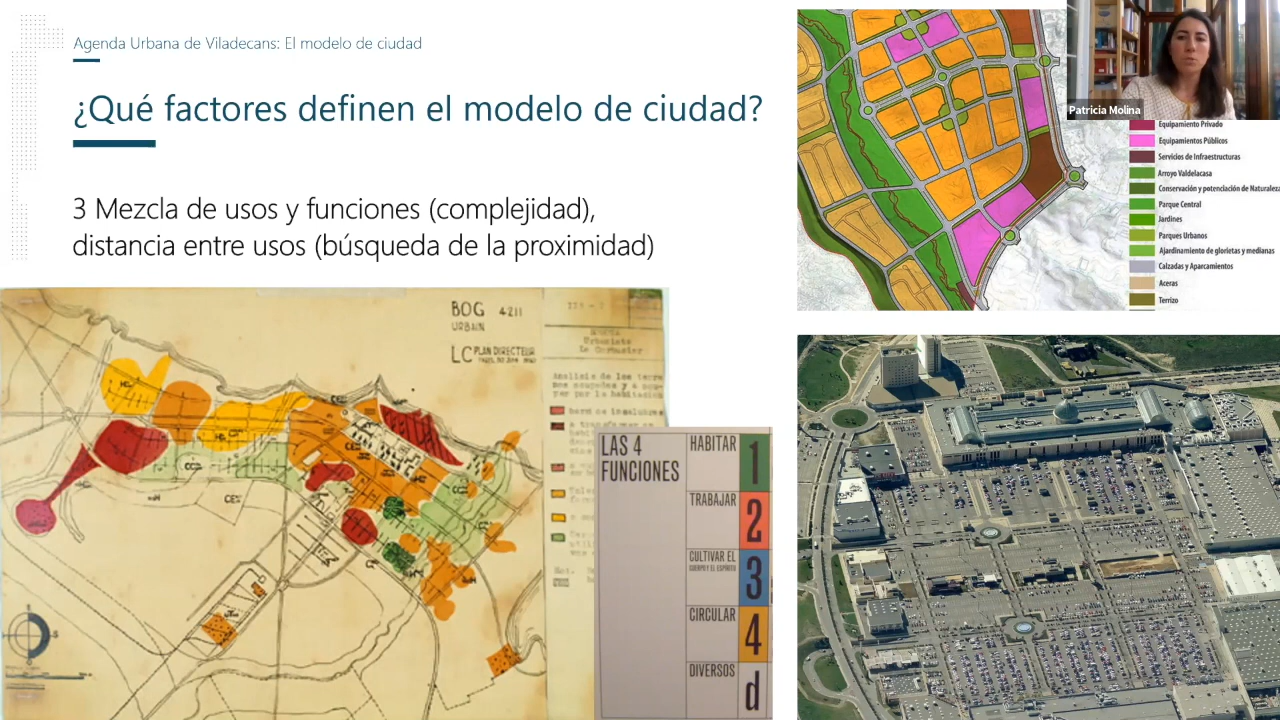 Agenda Urbana de Viladecans: El modelo de ciudad
¿Qué factores definen el modelo de ciudad?
3 Mezcla de usos y funciones (complejidad),
distancia entre usos (búsqueda de la proximidad)
Patricia Molina
Equipamiento Privado
Equipamientos Públicos
Servicios de Infraestructuras
Arroyo Valdelacasa
Conservación y potenciación de Naturaleza
Parque Central
Jardines
Parques Urbanos
Ajardinamiento de glorietas y medianas
Calzadas y Aparcamientos
Aceras
Terrizo
BOG 4211
URBAIN
LC PLAN DIRECTEUR
LAS 4
FUNCIONES
HABITAR 1
TRABAJAR 2
CULTIVAR EL
CUERPO Y EL ESPÍRITU 3
CIRCULAR 4
DIVERSOS d